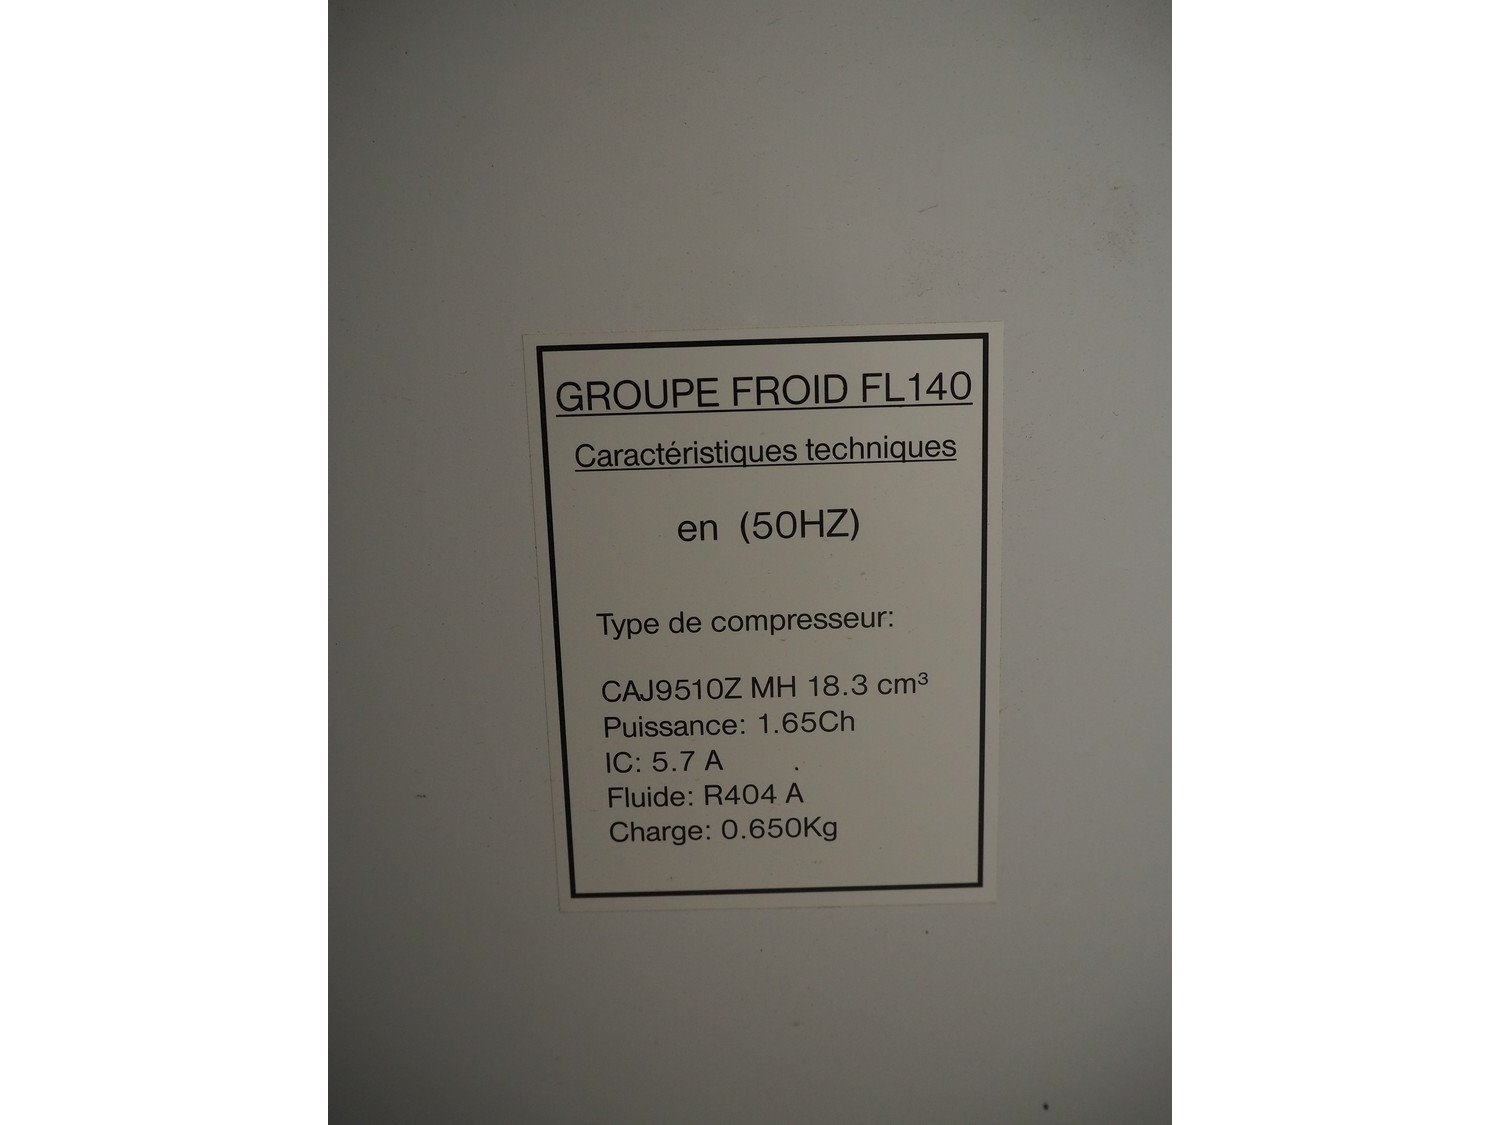 GROUPE FROID FL140
Caractéristiques techniques
en (50HZ)
Type de compresseur:
CAJ9510Z MH 18.3 cm³
Puissance: 1.65Ch
IC: 5.7 A
Fluide: R404 A
Charge: 0.650Kg